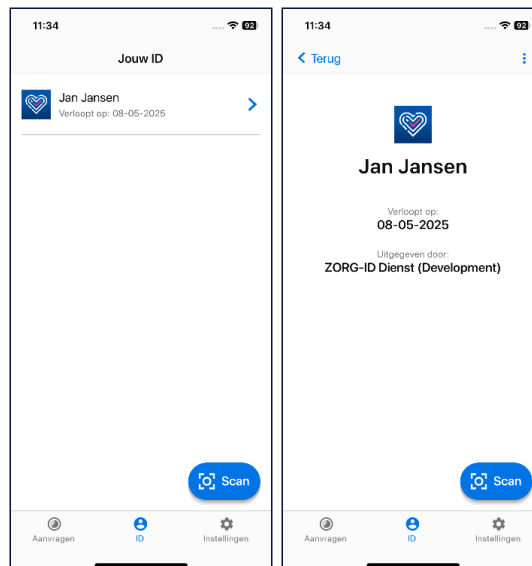 11:34
92
Jouw ID
Jan Jansen
Verloopt op: 08-05-2025
Scan
Aanvragen
ID
Instellingen
11:34
92
Terug
Jan Jansen
Verloopt op:
08-05-2025
Uitgegeven door:
ZORG-ID Dienst (Development)
Scan
Aanvragen
ID
Instellingen